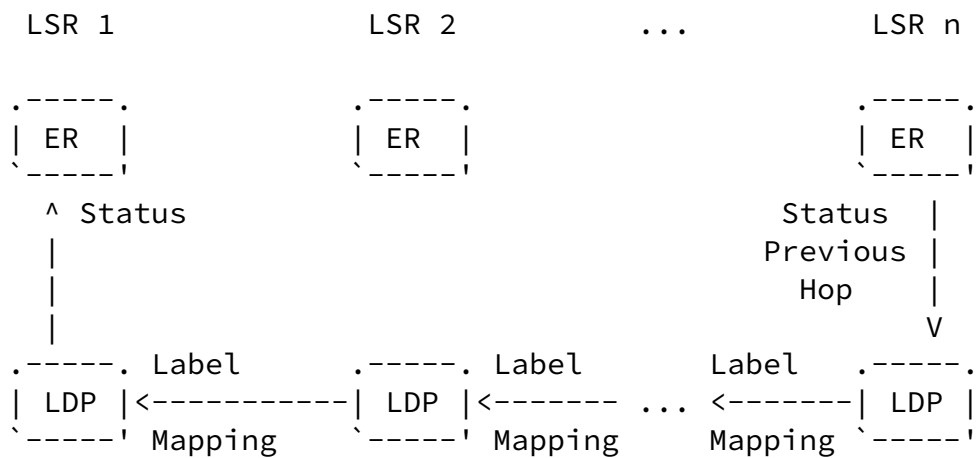 LSR 1 LSR 2 ... LSR n
.-----. .-----. .-----.
| ER | | ER | | ER |
`-----' `-----' `-----'
^ Status Status |
| Previous |
| Hop |
| V
.-----. Label .-----. Label Label .-----.
| LDP |<-----------| LDP |<------- ... <-------| LDP |
`-----' Mapping `-----' Mapping Mapping `-----'